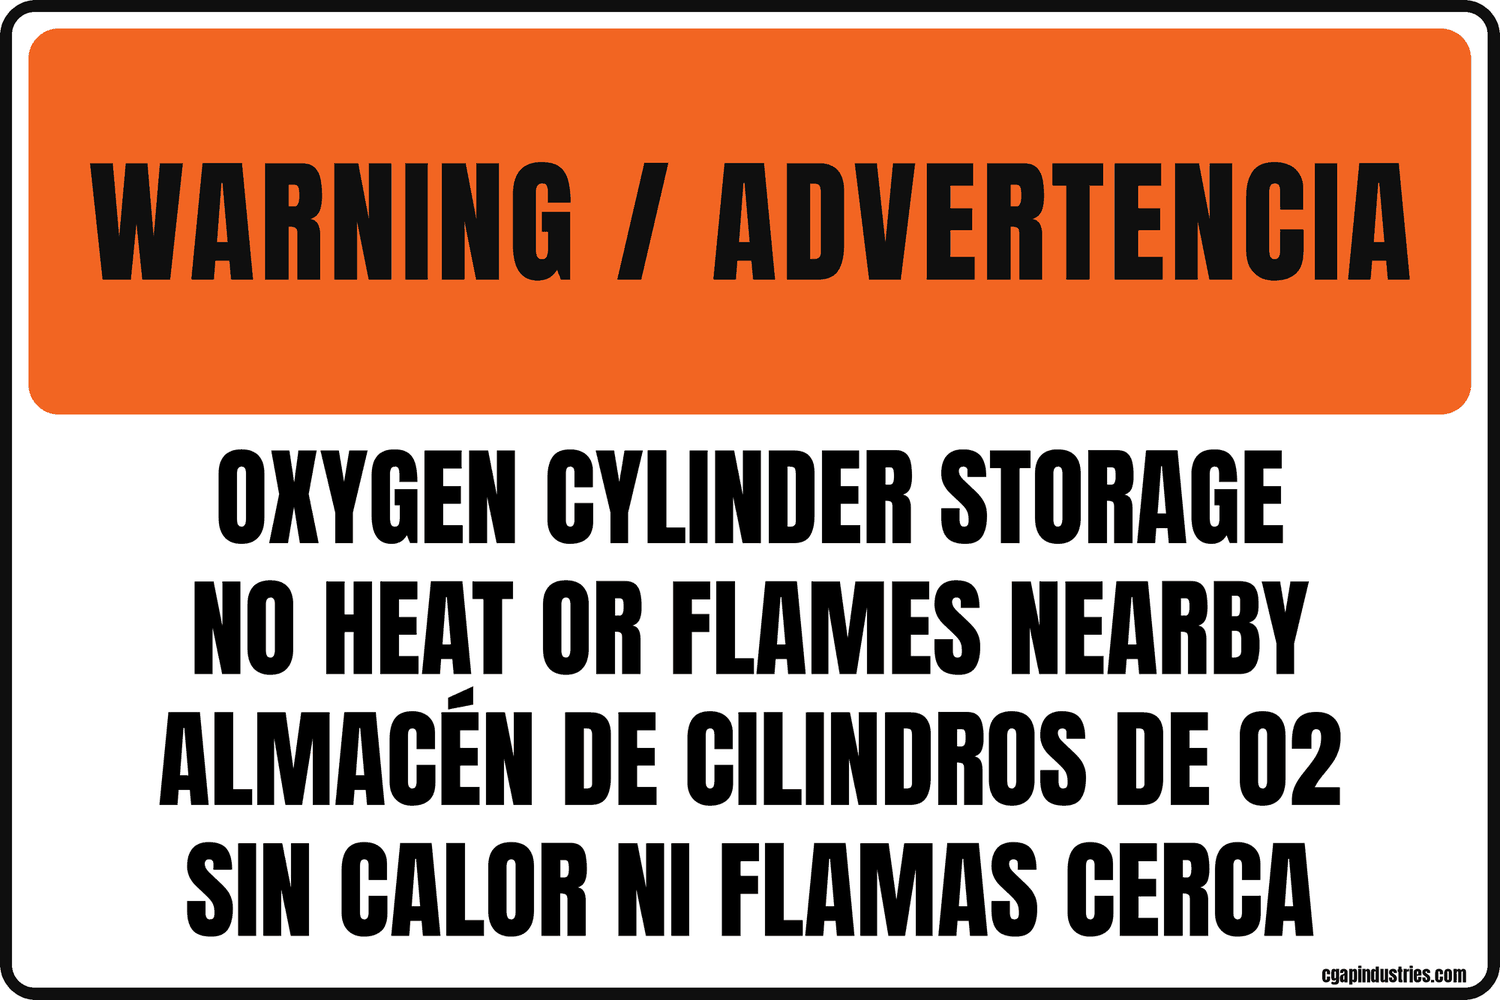 WARNING / ADVERTENCIA
OXYGEN CYLINDER STORAGE
NO HEAT OR FLAMES NEARBY
ALMACÉN DE CILINDROS DE O2
SIN CALOR NI FLAMAS CERCA
cgapindustries.com